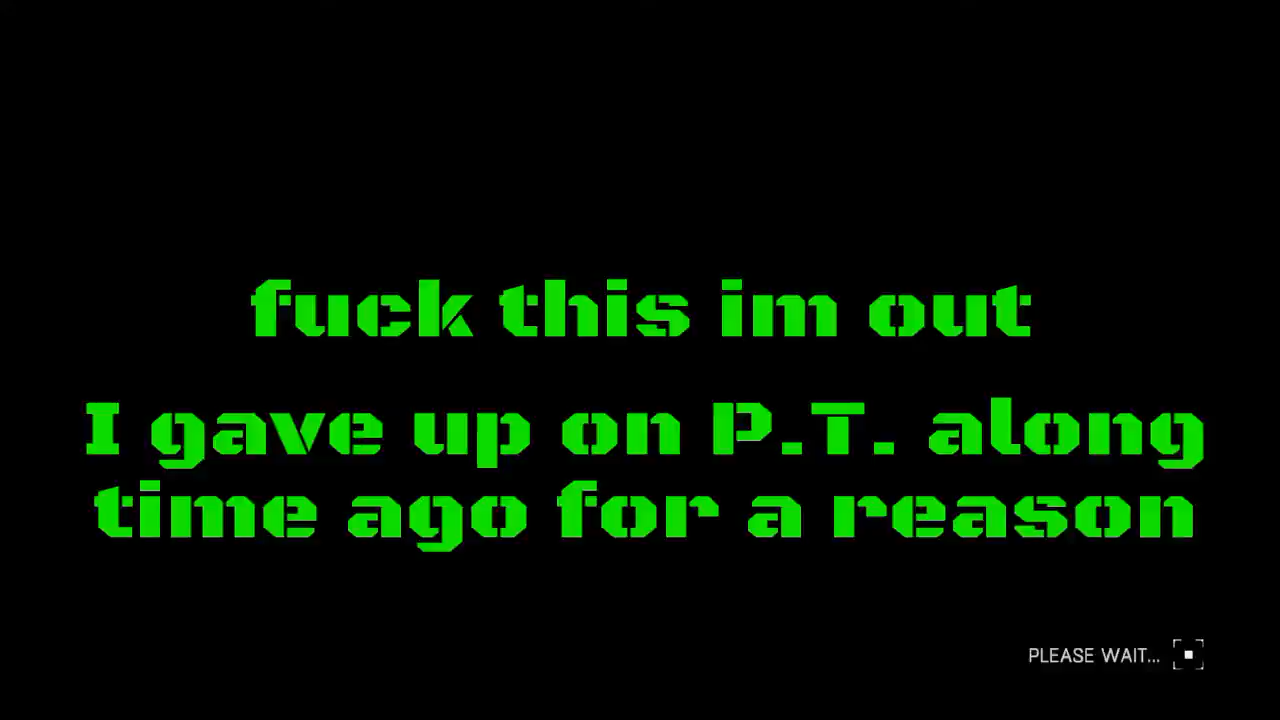 fuck this im out
I gave up on P.T. along
time ago for a reason
PLEASE WAIT...